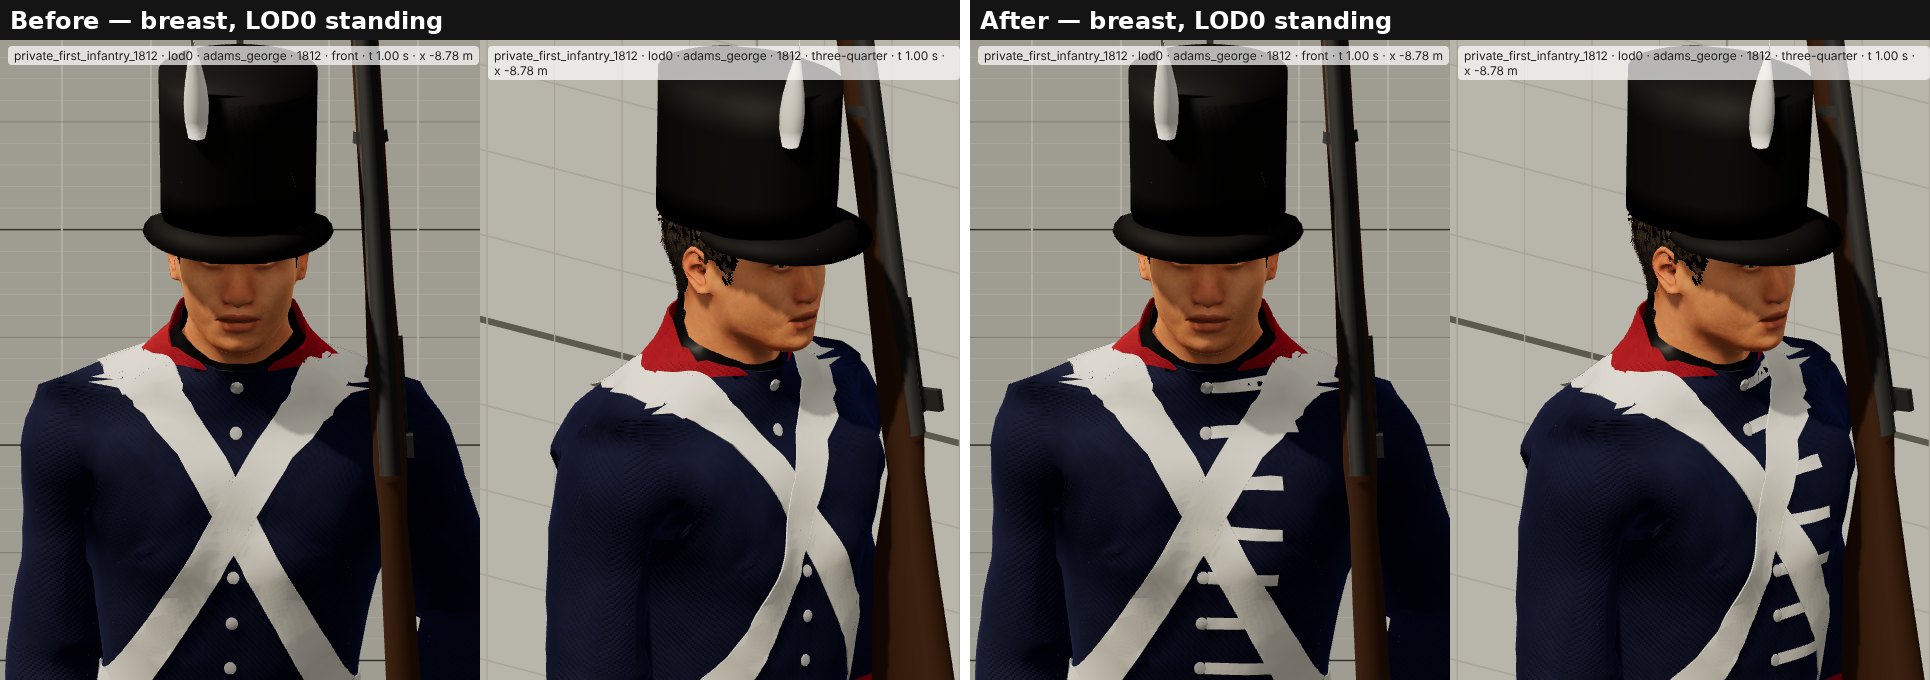 Before — breast, LOD0 standing
private_first_infantry_1812 · lod0 · adams_george · 1812 · front · t 1.00 s · x -8.78 m
private_first_infantry_1812 · lod0 · adams_george · 1812 · three-quarter · t 1.00 s ·
x -8.78 m
After — breast, LOD0 standing
private_first_infantry_1812 · lod0 · adams_george · 1812 · front · t 1.00 s · x -8.78 m
private_first_infantry_1812 · lod0 · adams_george · 1812 · three-quarter · t 1.00 s ·
x -8.78 m